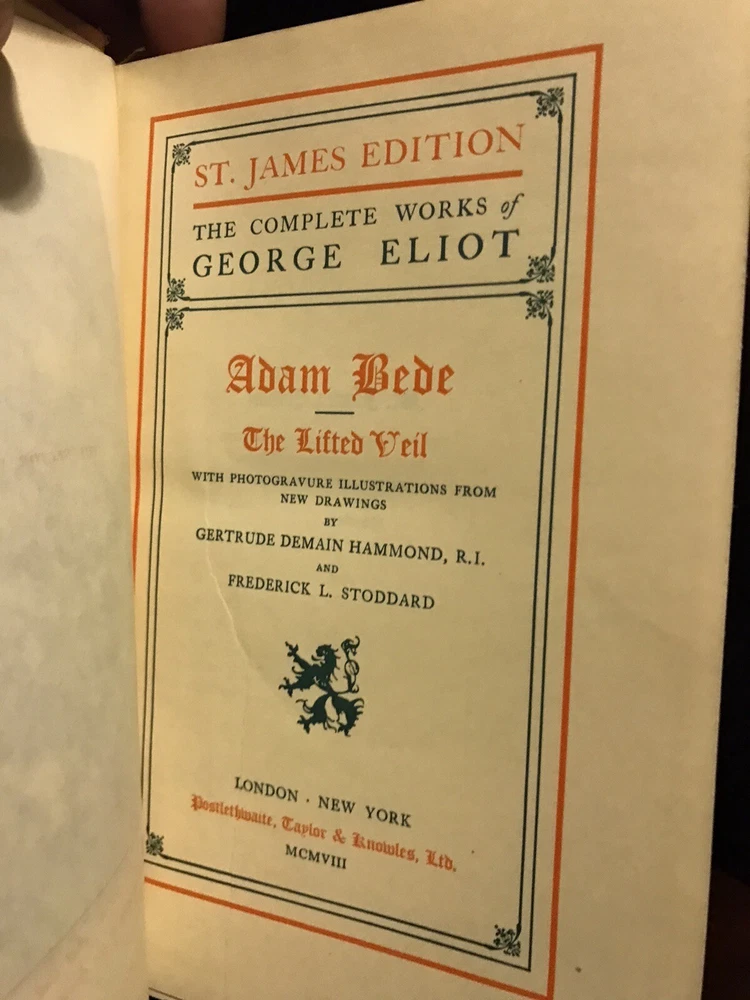 ST. JAMES EDITION
THE COMPLETE WORKS of
GEORGE ELIOT
Adam Bede
The Lifted Veil
WITH PHOTOGRAVURE ILLUSTRATIONS FROM
NEW DRAWINGS
BY
GERTRUDE DEMAIN HAMMOND, R.I.
AND
FREDERICK L. STODDARD
LONDON · NEW YORK
Postlethwaite, Taylor & Knowles, Ltd.
MCMVIII